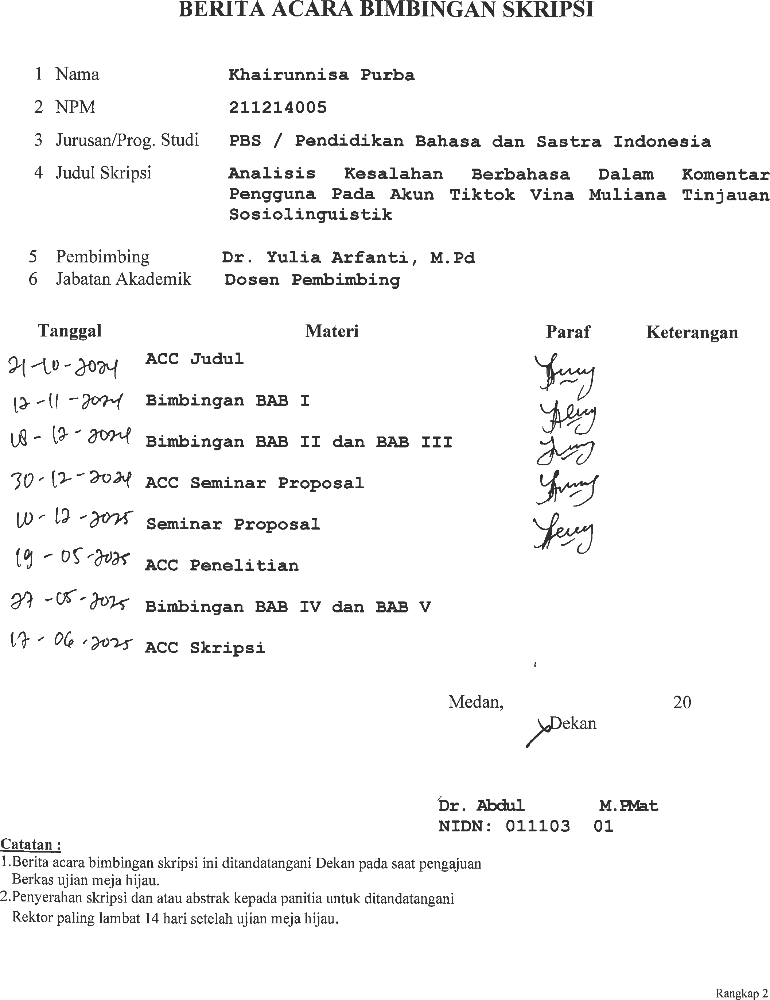 BERITA ACARA BIMBINGAN SKRIPSI
1 Nama Khairunnisa Purba
2 NPM 211214005
3 Jurusan/Prog. Studi PBS / Pendidikan Bahasa dan Sastra Indonesia
4 Judul Skripsi Analisis Kesalahan Berbahasa Dalam Komentar
Pengguna Pada Akun Tiktok Vina Muliana Tinjauan
Sosiolinguistik
5 Pembimbing Dr. Yulia Arfanti, M.Pd
6 Jabatan Akademik Dosen Pembimbing
Tanggal Materi Paraf Keterangan
21-10-2024 ACC Judul
12-11-2024 Bimbingan BAB I
18-12-2024 Bimbingan BAB II dan BAB III
30-12-2024 ACC Seminar Proposal
10-12-2025 Seminar Proposal
19-05-2025 ACC Penelitian
27-05-2025 Bimbingan BAB IV dan BAB V
17-06-2025 ACC Skripsi
Medan, 20
Dekan
Dr. Abdul M.PMat
NIDN: 011103 01
Catatan :
1.Berita acara bimbingan skripsi ini ditandatangani Dekan pada saat pengajuan
Berkas ujian meja hijau.
2.Penyerahan skripsi dan atau abstrak kepada panitia untuk ditandatangani
Rektor paling lambat 14 hari setelah ujian meja hijau.
Rangkap 2